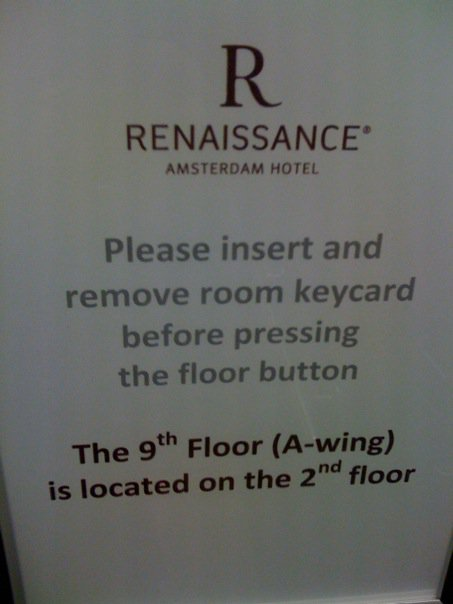 R
RENAISSANCE®
AMSTERDAM HOTEL
Please insert and
remove room keycard
before pressing
the floor button
The 9th Floor (A-wing)
is located on the 2nd floor